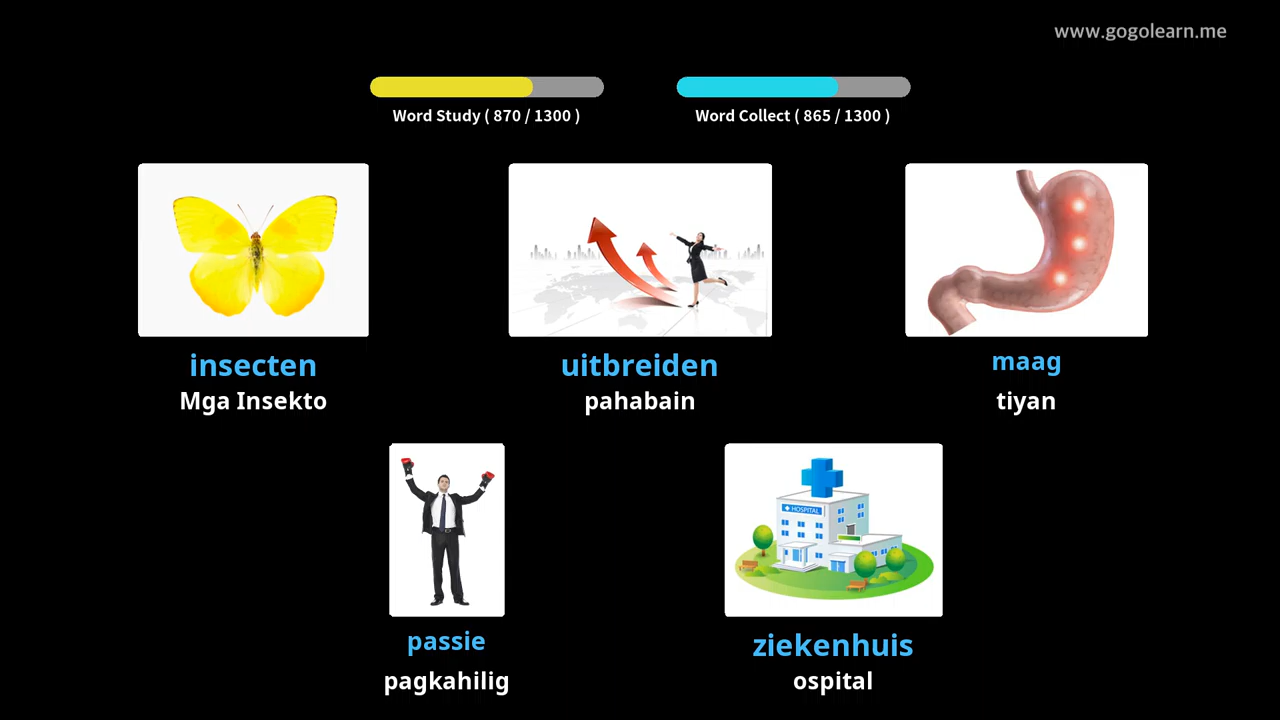 www.gogolearn.me
Word Study ( 870 / 1300 )
Word Collect ( 865 / 1300 )
insecten
Mga Insekto
uitbreiden
pahabain
maag
tiyan
HOSPITAL
passie
pagkahilig
ziekenhuis
ospital